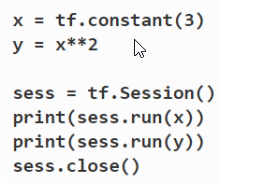 x = tf.constant(3)
y = x**2
sess = tf.Session()
print(sess.run(x))
print(sess.run(y))
sess.close()